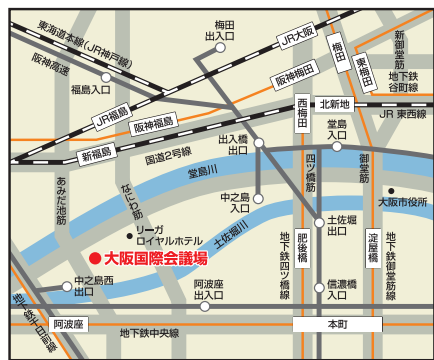 梅田
出入口
東海道本線(JR神戸線)
阪神高速
福島入口
JR大阪
梅田
東梅田
新御堂筋
地下鉄
谷町線
JR福島
阪神福島
阪神梅田
西梅田
北新地
JR 東西線
新福島
国道2号線
出入橋
出口
堂島
入口
堂島川
四ツ橋筋
御堂筋
あみだ池筋
なにわ筋
中之島
入口
大阪市役所
リーガ
ロイヤルホテル
土佐堀川
土佐堀
出口
大阪国際会議場
肥後橋
淀屋橋
地下鉄四ツ橋線
地下鉄御堂筋線
中之島西
出口
阿波座
出入口
信濃橋
入口
地下鉄千日前線
阿波座
地下鉄中央線
本町